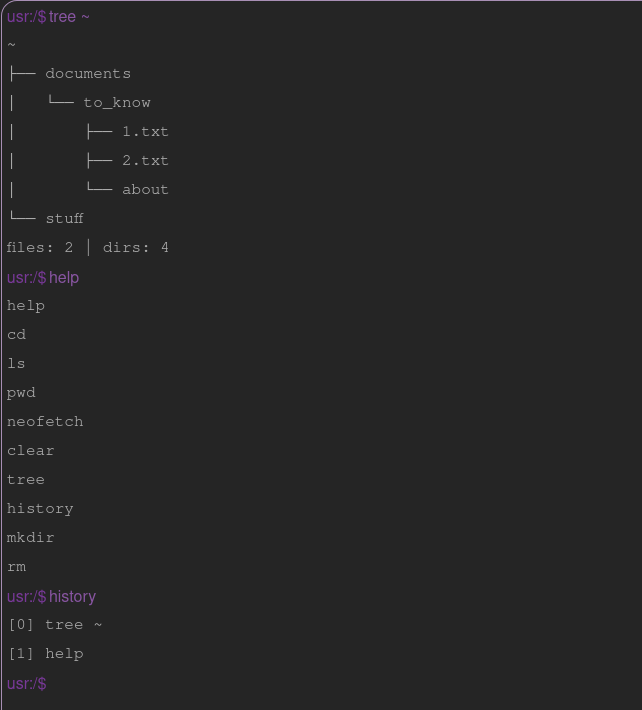 usr:/$ tree ~
~
├── documents
│   └── to_know
│       ├── 1.txt
│       ├── 2.txt
│       └── about
└── stuff
files: 2 │ dirs: 4
usr:/$ help
help
cd
ls
pwd
neofetch
clear
tree
history
mkdir
rm
usr:/$ history
[0] tree ~
[1] help
usr:/$